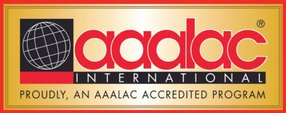 aaalac®
INTERNATIONAL
PROUDLY, AN AAALAC ACCREDITED PROGRAM